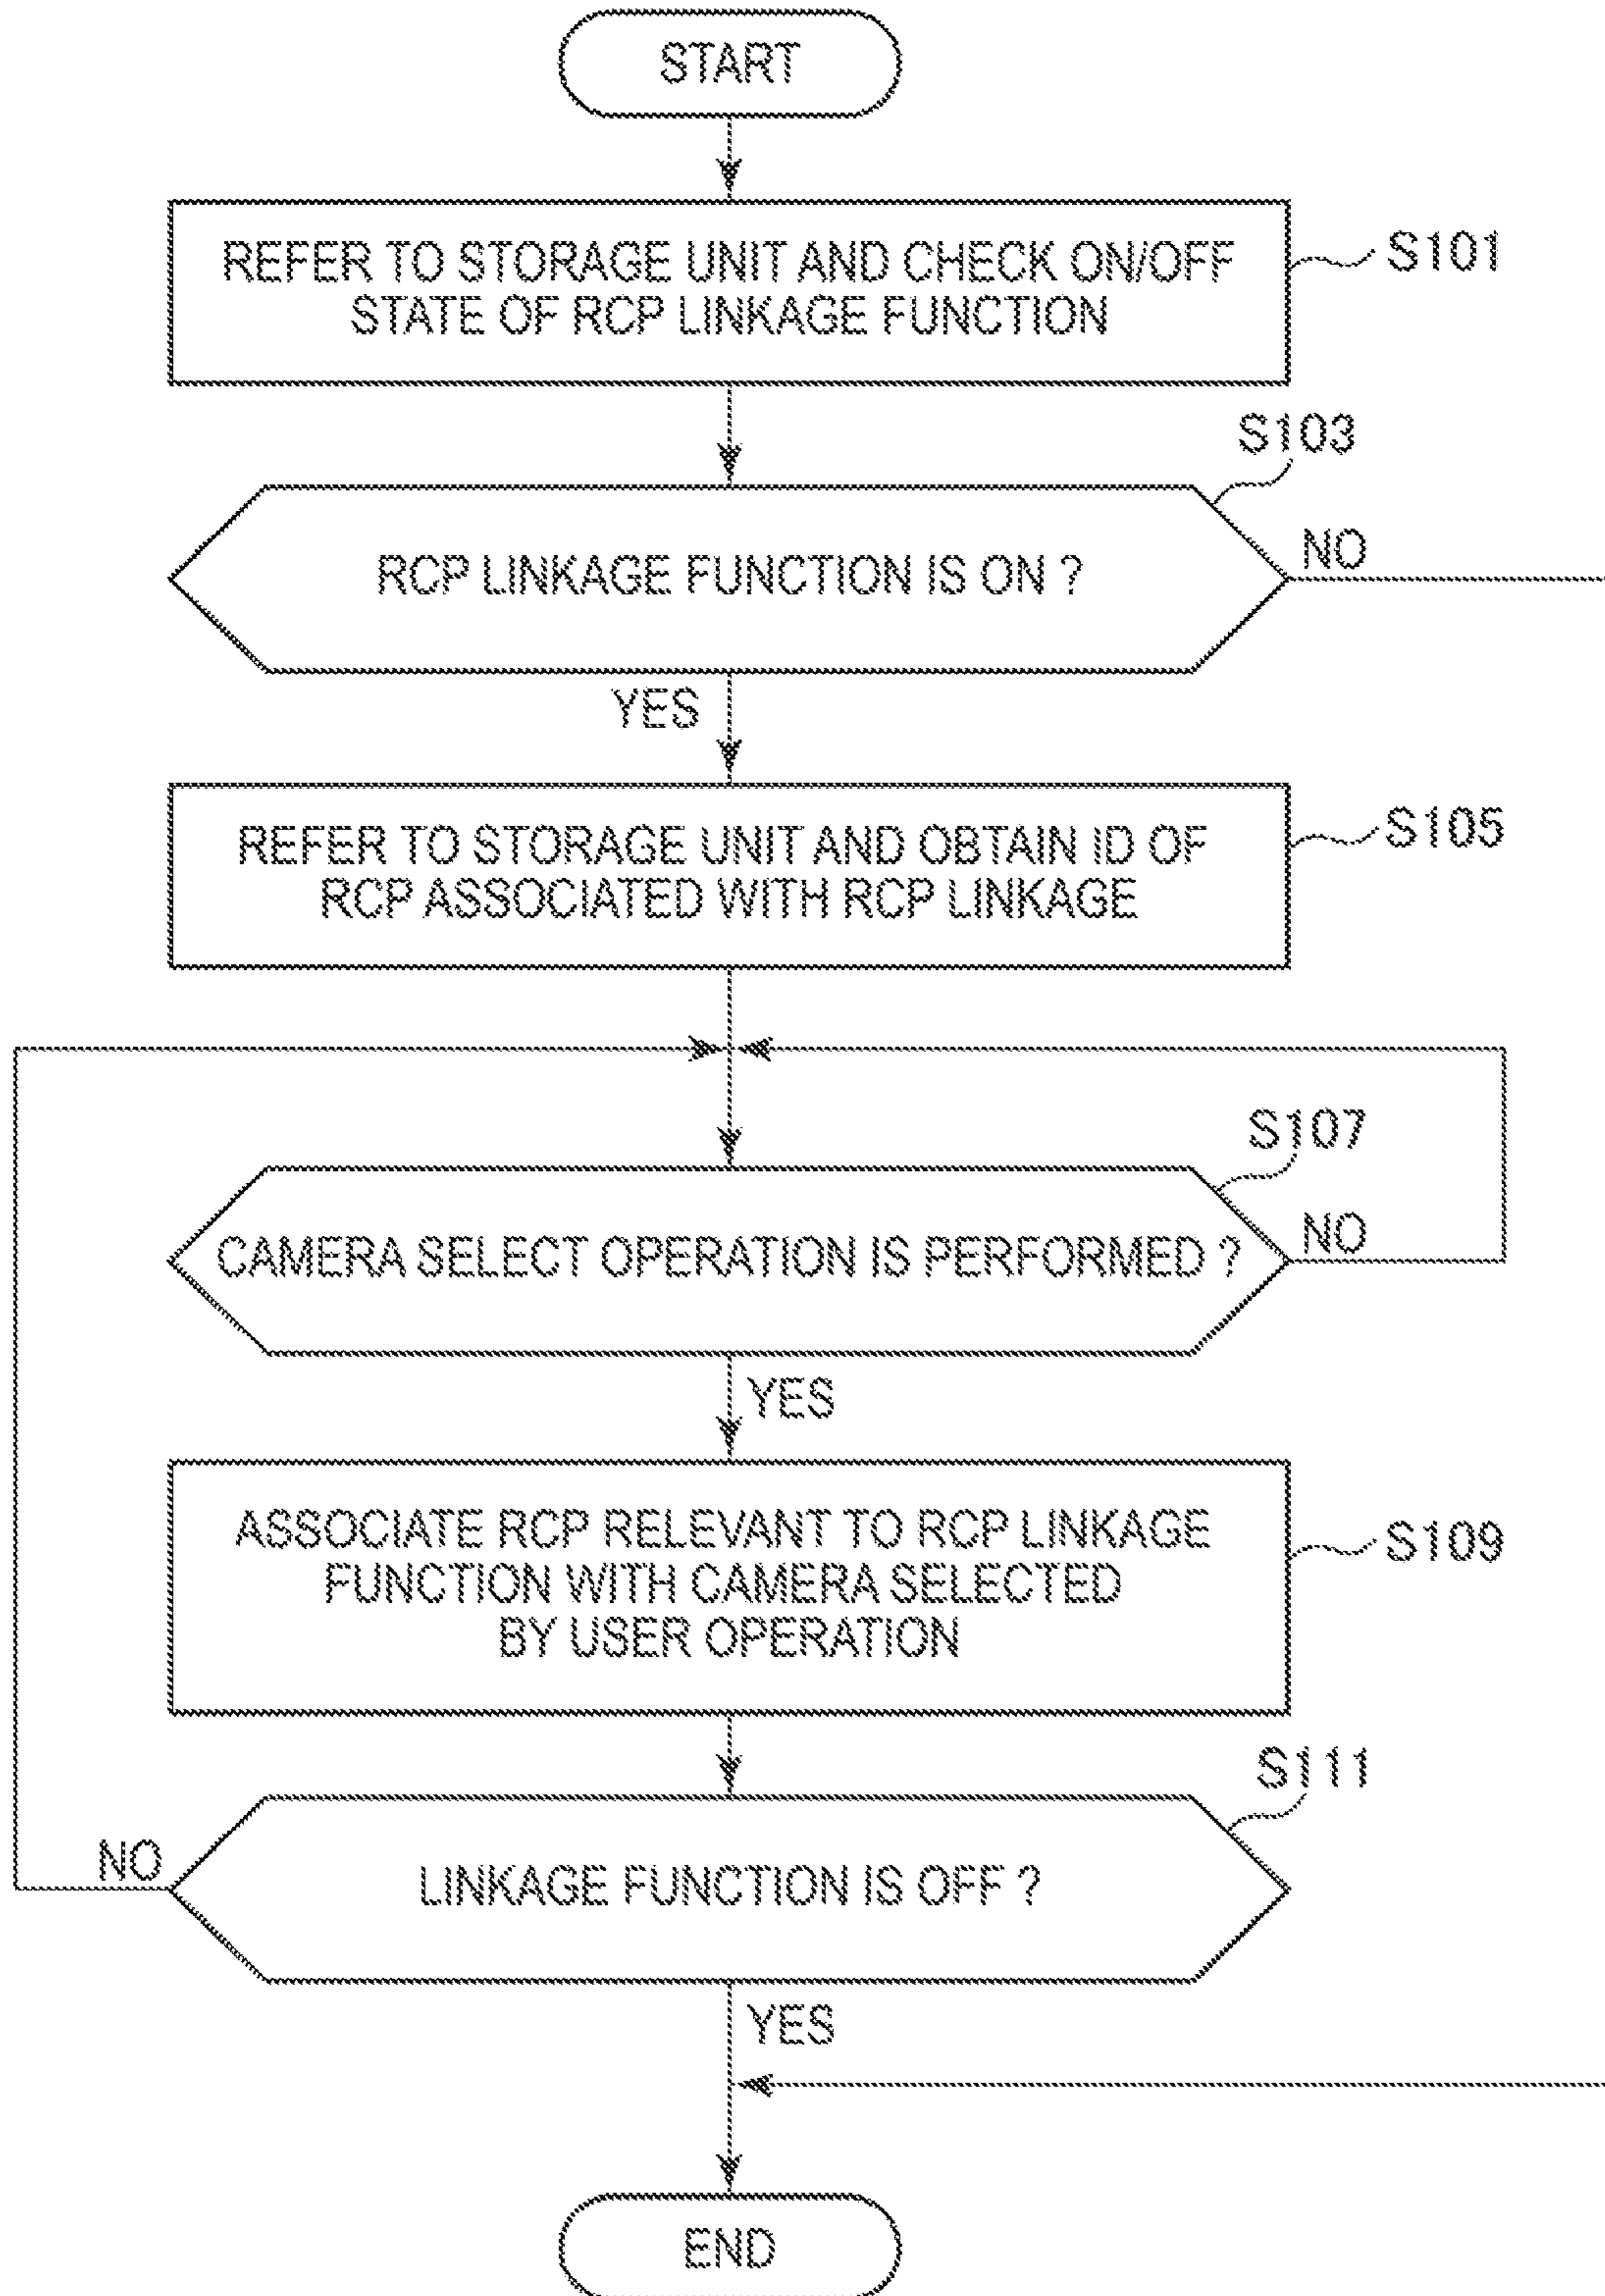 START
REFER TO STORAGE UNIT AND CHECK ON/OFF
STATE OF RCP LINKAGE FUNCTION
S101
S103
RCP LINKAGE FUNCTION IS ON ?
NO
YES
REFER TO STORAGE UNIT AND OBTAIN ID OF
RCP ASSOCIATED WITH RCP LINKAGE
S105
S107
CAMERA SELECT OPERATION IS PERFORMED ?
NO
YES
ASSOCIATE RCP RELEVANT TO RCP LINKAGE
FUNCTION WITH CAMERA SELECTED
BY USER OPERATION
S109
S111
NO
LINKAGE FUNCTION IS OFF ?
YES
END